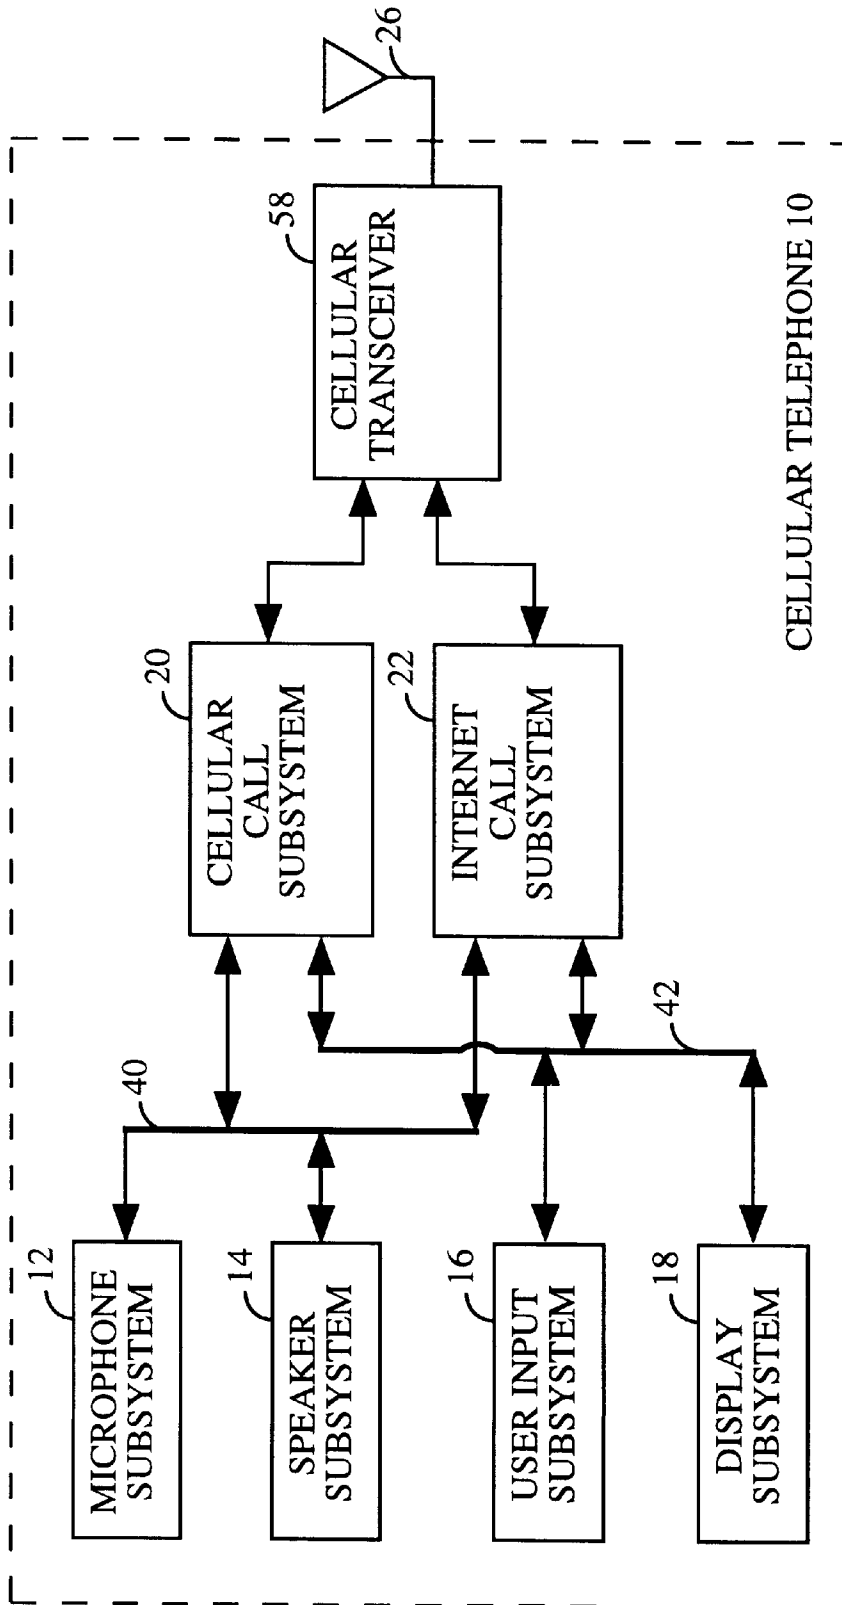 12
MICROPHONE
SUBSYSTEM
14
SPEAKER
SUBSYSTEM
16
USER INPUT
SUBSYSTEM
18
DISPLAY
SUBSYSTEM
40
42
20
CELLULAR
CALL
SUBSYSTEM
22
INTERNET
CALL
SUBSYSTEM
58
CELLULAR
TRANSCEIVER
26
CELLULAR TELEPHONE 10